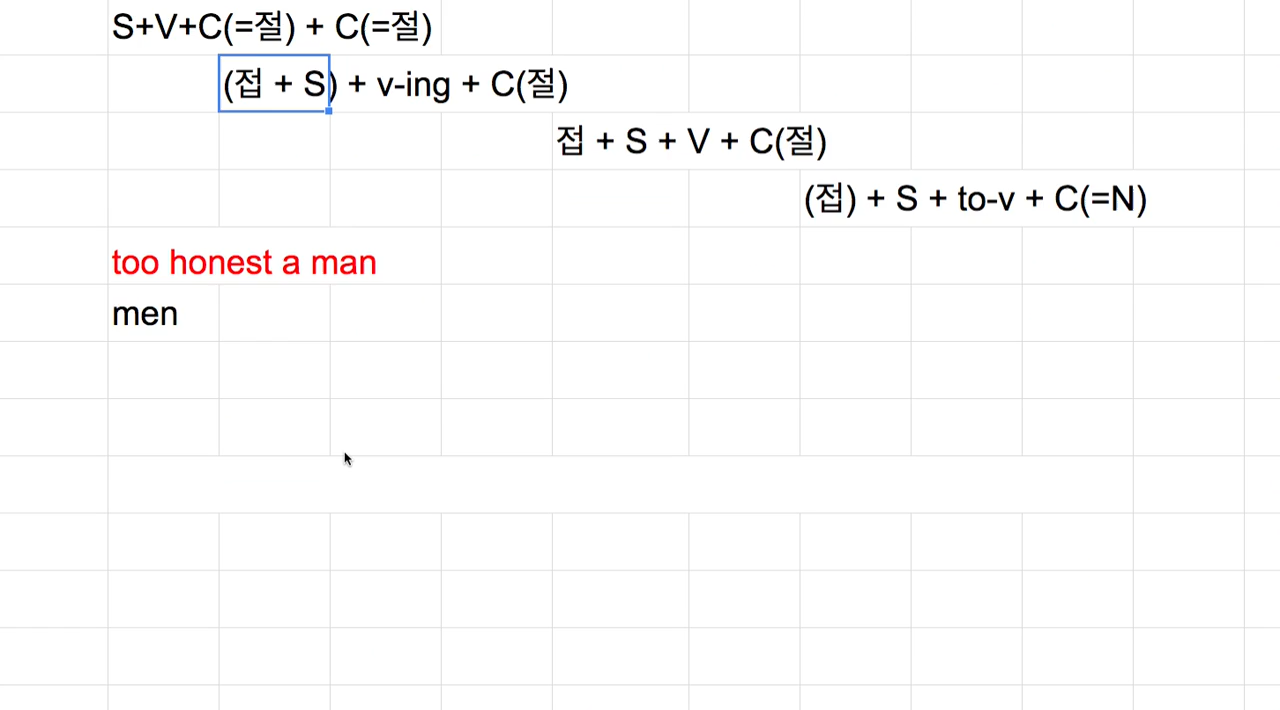 S+V+C(=절) + C(=절)
(접 + S) + v-ing + C(절)
접 + S + V + C(절)
(접) + S + to-v + C(=N)
too honest a man
men